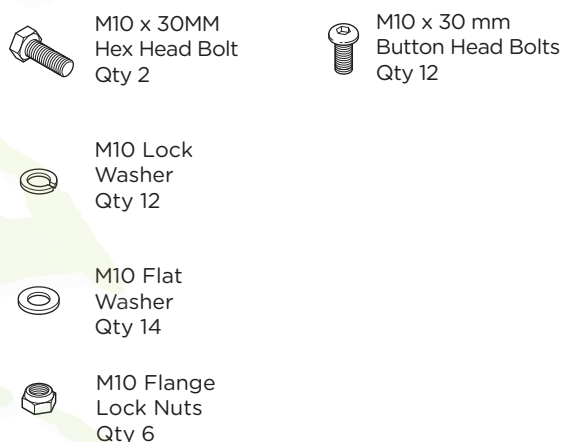 M10 x 30MM
Hex Head Bolt
Qty 2
M10 x 30 mm
Button Head Bolts
Qty 12
M10 Lock
Washer
Qty 12
M10 Flat
Washer
Qty 14
M10 Flange
Lock Nuts
Qty 6